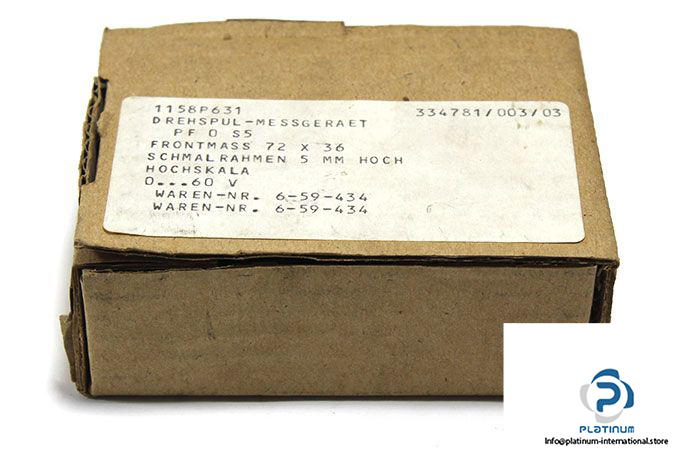 1158P631 334781/003/03
DREHSPUL-MESSGERAET
PF 0 S5
FRONTMASS 72 X 36
SCHMALRAHMEN 5 MM HOCH
HOCHSKALA
0...60 V
WAREN-NR. 6-59-434
WAREN-NR. 6-59-434
PLATINUM
Info@platinum-international.store